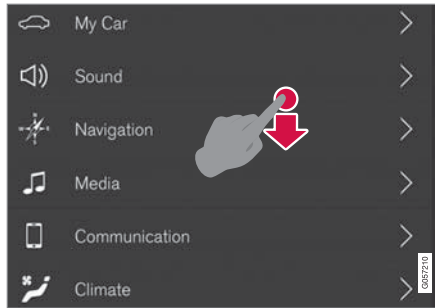 My Car
Sound
Navigation
Media
Communication
Climate
G057210